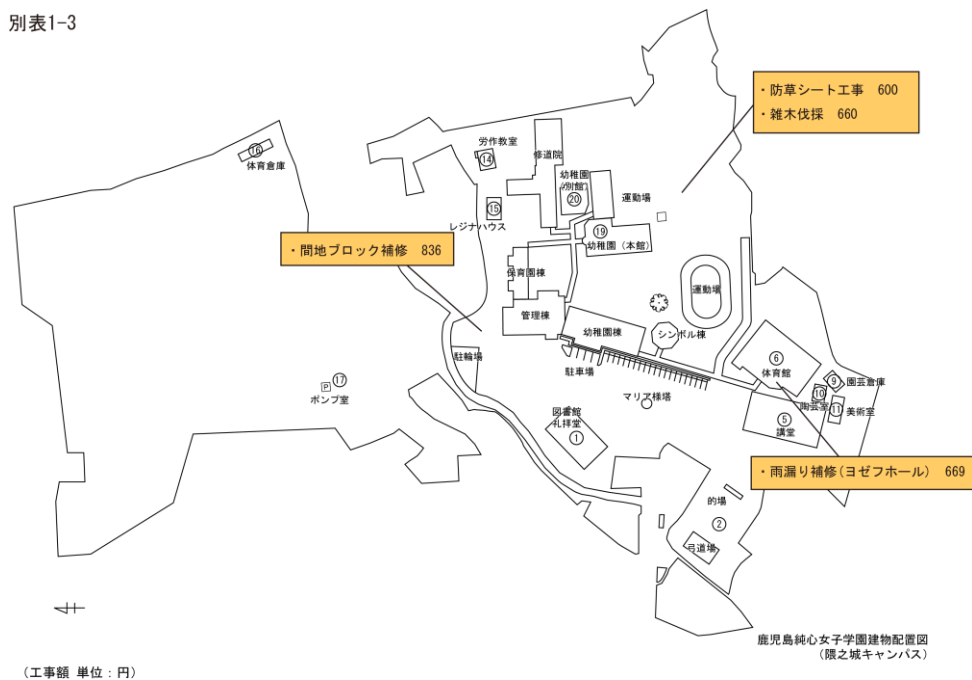 別表1-3
・防草シート工事　600
・雑木伐採　660
⑯
体育倉庫
労作教室
⑭
修道院
幼稚園
(別館)
⑳
運動場
⑮
レジナハウス
⑲
幼稚園（本館）
・間地ブロック補修　836
保育園棟
運動場
管理棟
幼稚園棟
シンボル棟
駐輪場
駐車場
⑥
体育館
⑨
園芸倉庫
⑩
陶芸室
⑪
美術室
P
⑰
ポンプ室
マリア様塔
図書館
礼拝堂
①
⑤
講堂
・雨漏り補修(ヨゼフホール)　669
的場
②
弓道場
鹿児島純心女子学園建物配置図
（隈之城キャンパス）
（工事額 単位：円）